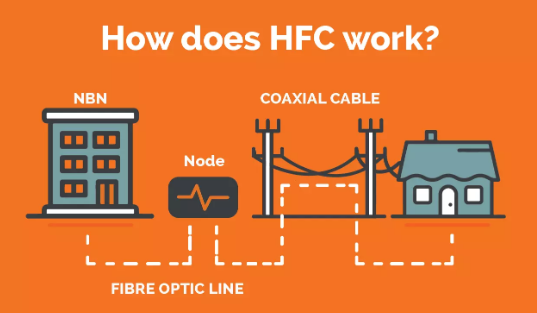 How does HFC work?
NBN
COAXIAL CABLE
Node
FIBRE OPTIC LINE